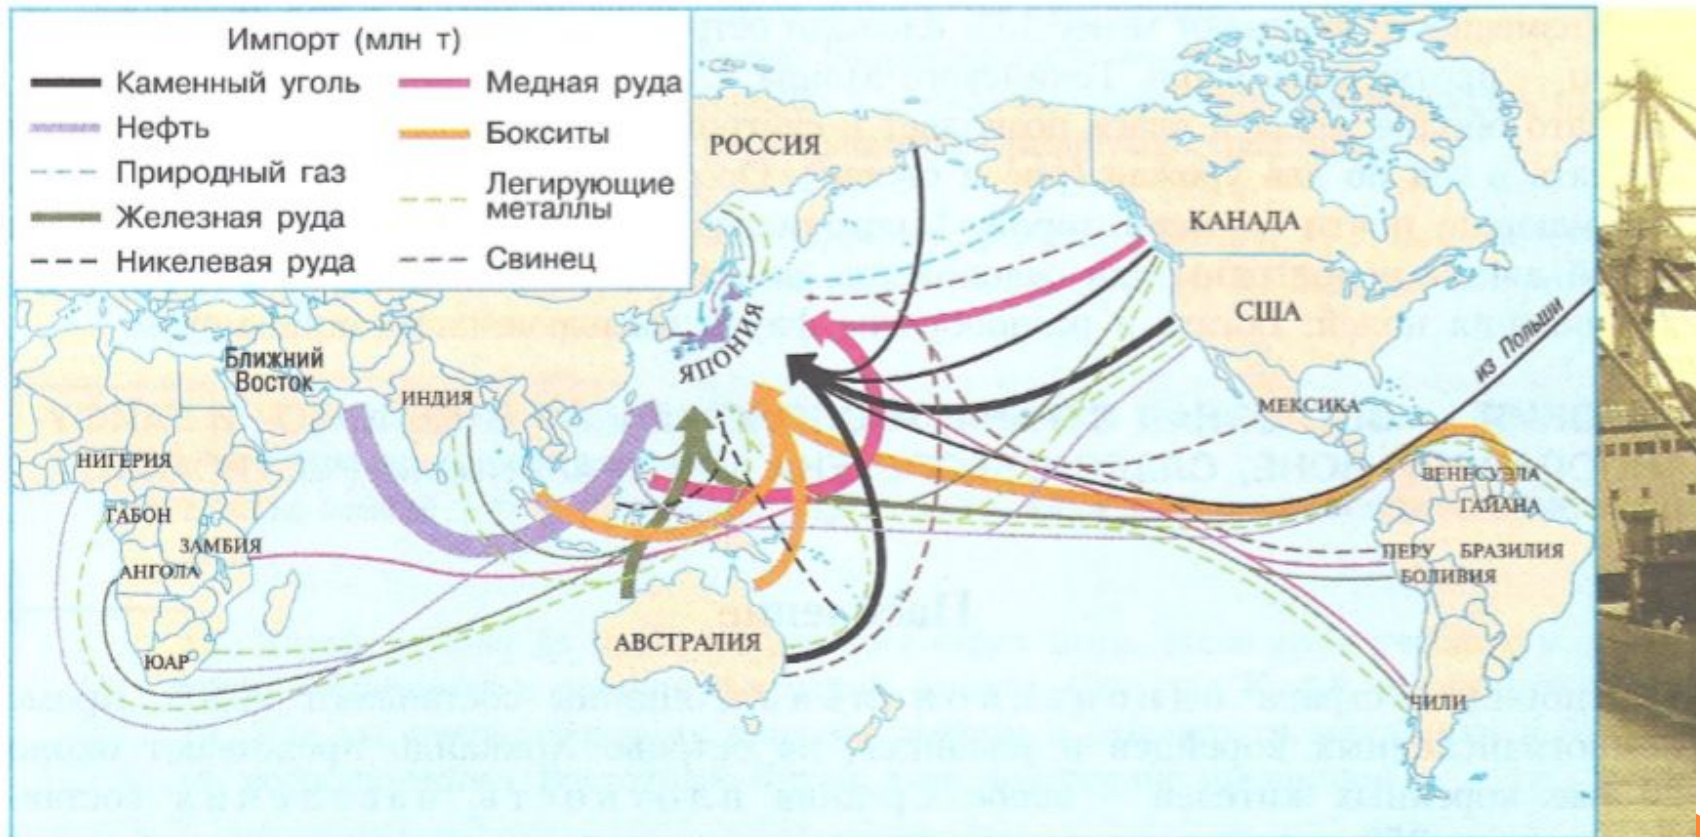 Импорт (млн т)
Каменный уголь
Нефть
Природный газ
Железная руда
Никелевая руда
Медная руда
Бокситы
Легирующие
металлы
Свинец
РОССИЯ
КАНАДА
США
ЯПОНИЯ
из Польши
Ближний
Восток
ИНДИЯ
МЕКСИКА
НИГЕРИЯ
ВЕНЕСУЭЛА
ГАЙАНА
ГАБОН
ЗАМБИЯ
АНГОЛА
ПЕРУ
БРАЗИЛИЯ
БОЛИВИЯ
АВСТРАЛИЯ
ЮАР
ЧИЛИ